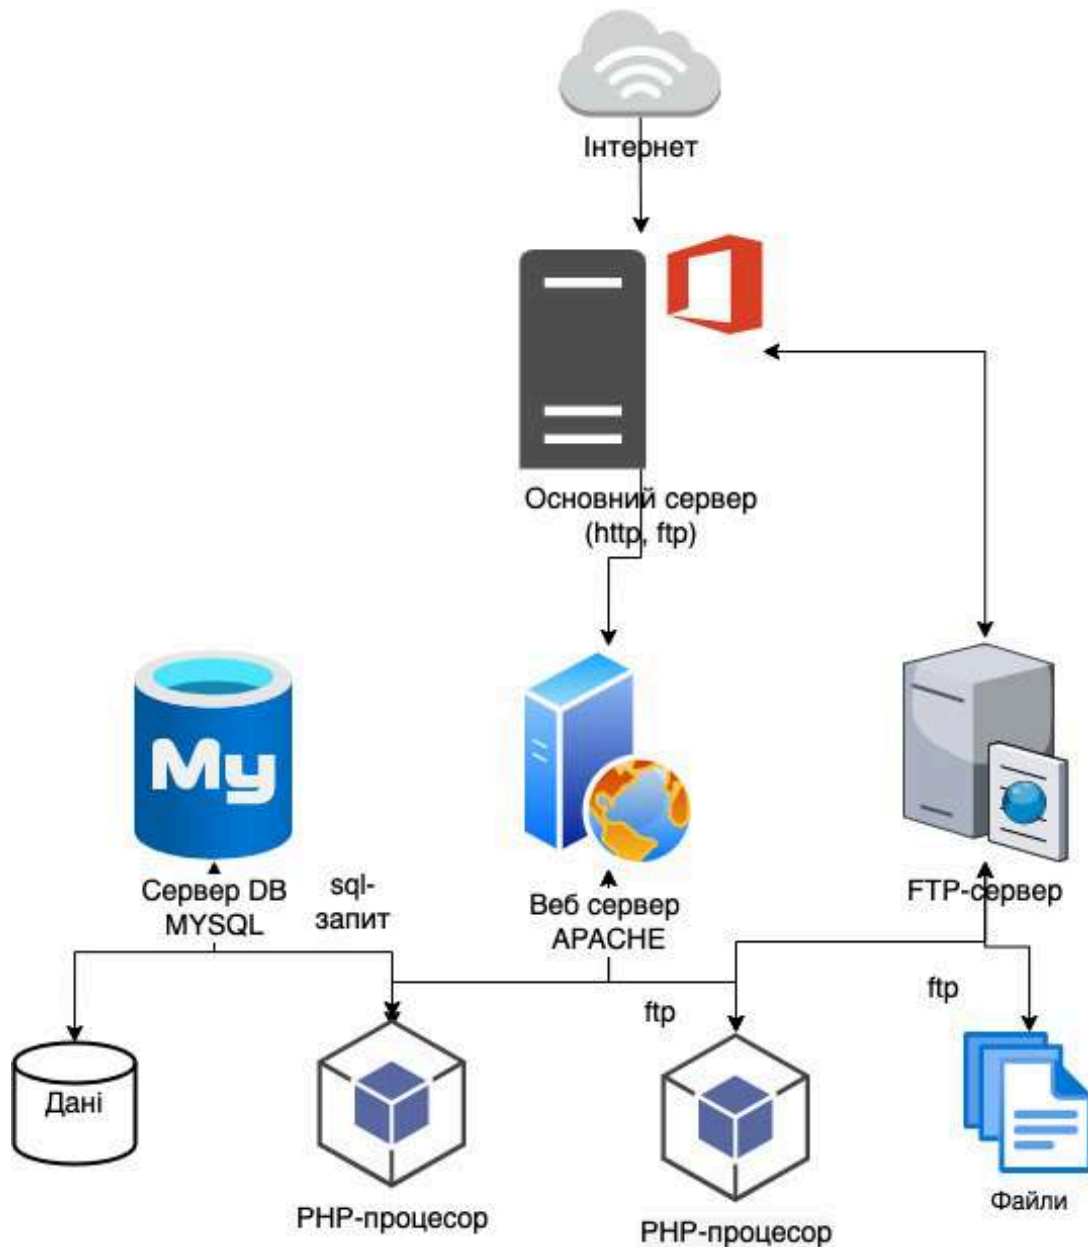 Інтернет
Основний сервер
(http, ftp)
My
Сервер DB
MYSQL
sql-
запит
Веб сервер
APACHE
FTP-сервер
ftp
ftp
Дані
PHP-процесор
PHP-процесор
Файли